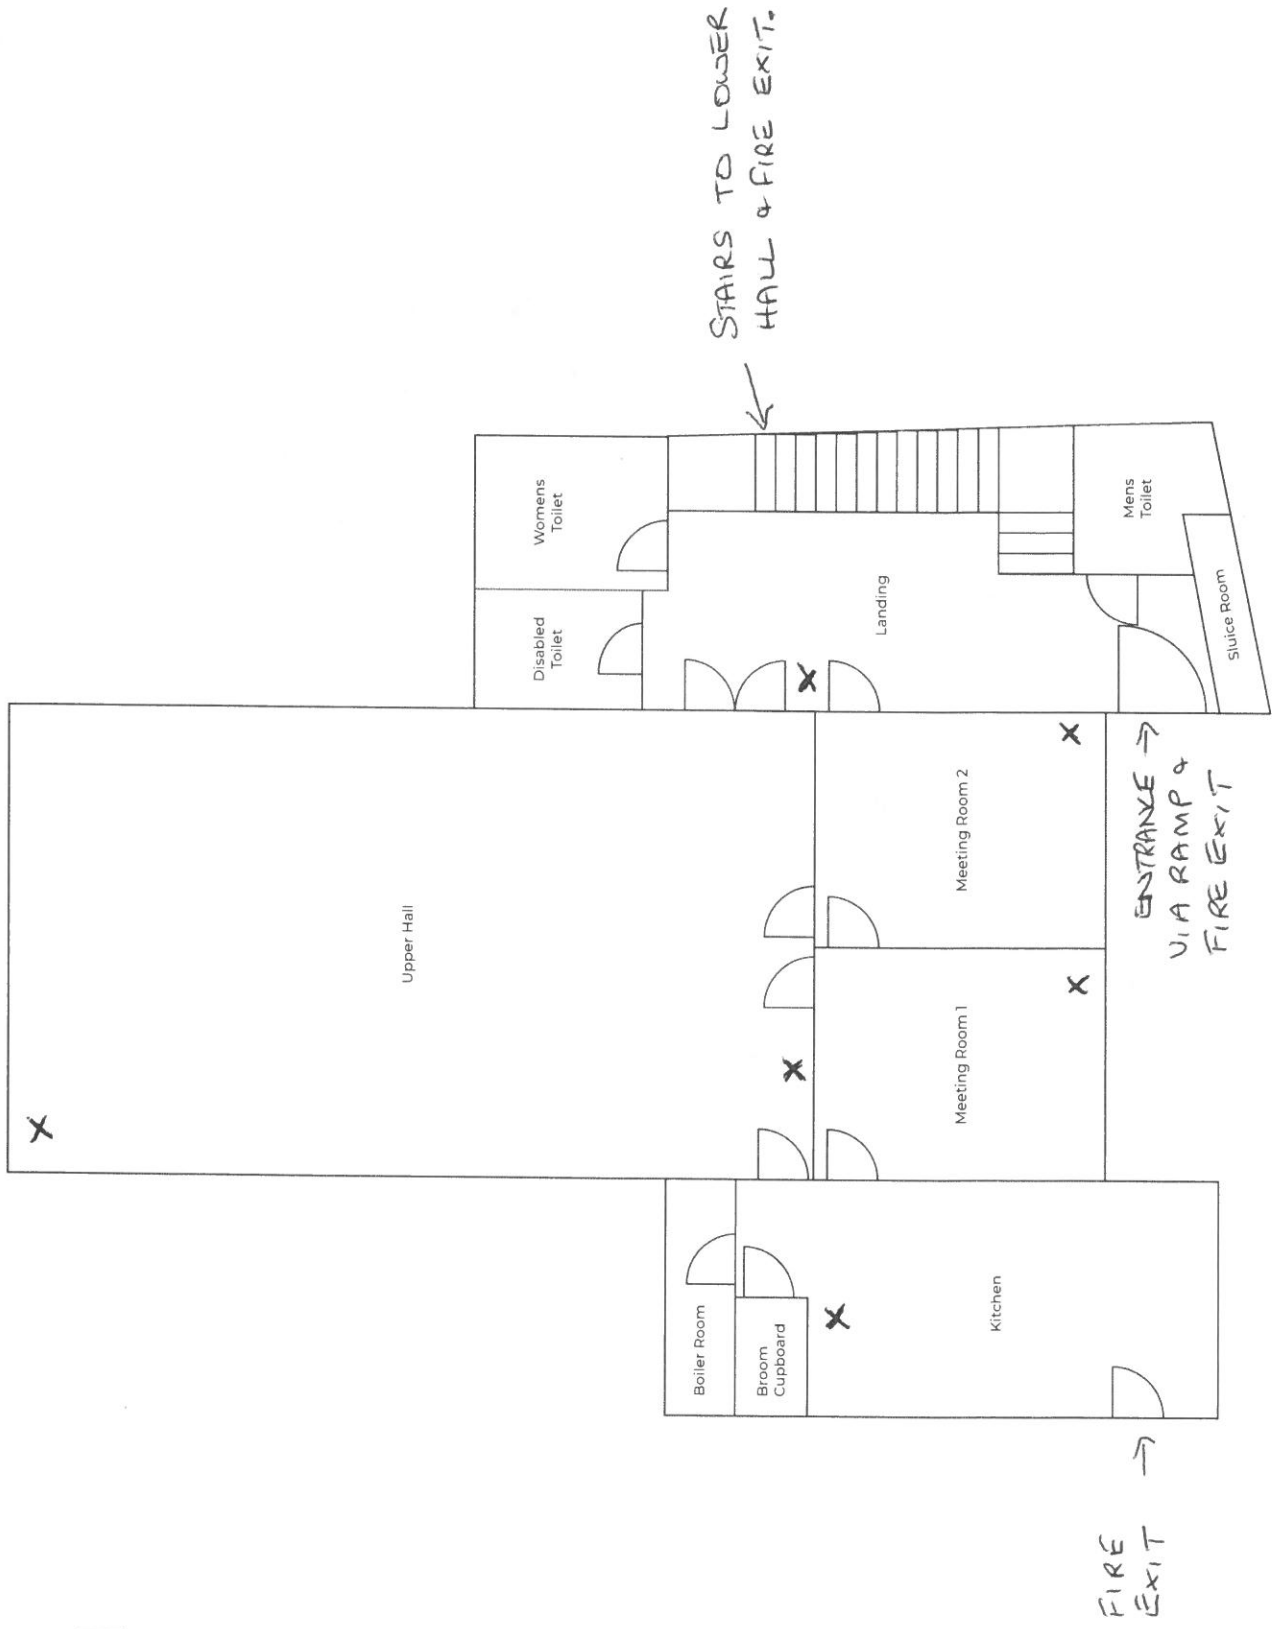 STAIRS TO LOWER
HALL & FIRE EXIT.
Womens
Toilet
Disabled
Toilet
Landing
Mens
Toilet
Sluice Room
Upper Hall
Meeting Room 2
Meeting Room 1
ENTRANCE →
VIA RAMP &
FIRE EXIT
Boiler Room
Broom
Cupboard
Kitchen
FIRE
EXIT →
X
X
X
X
X
X